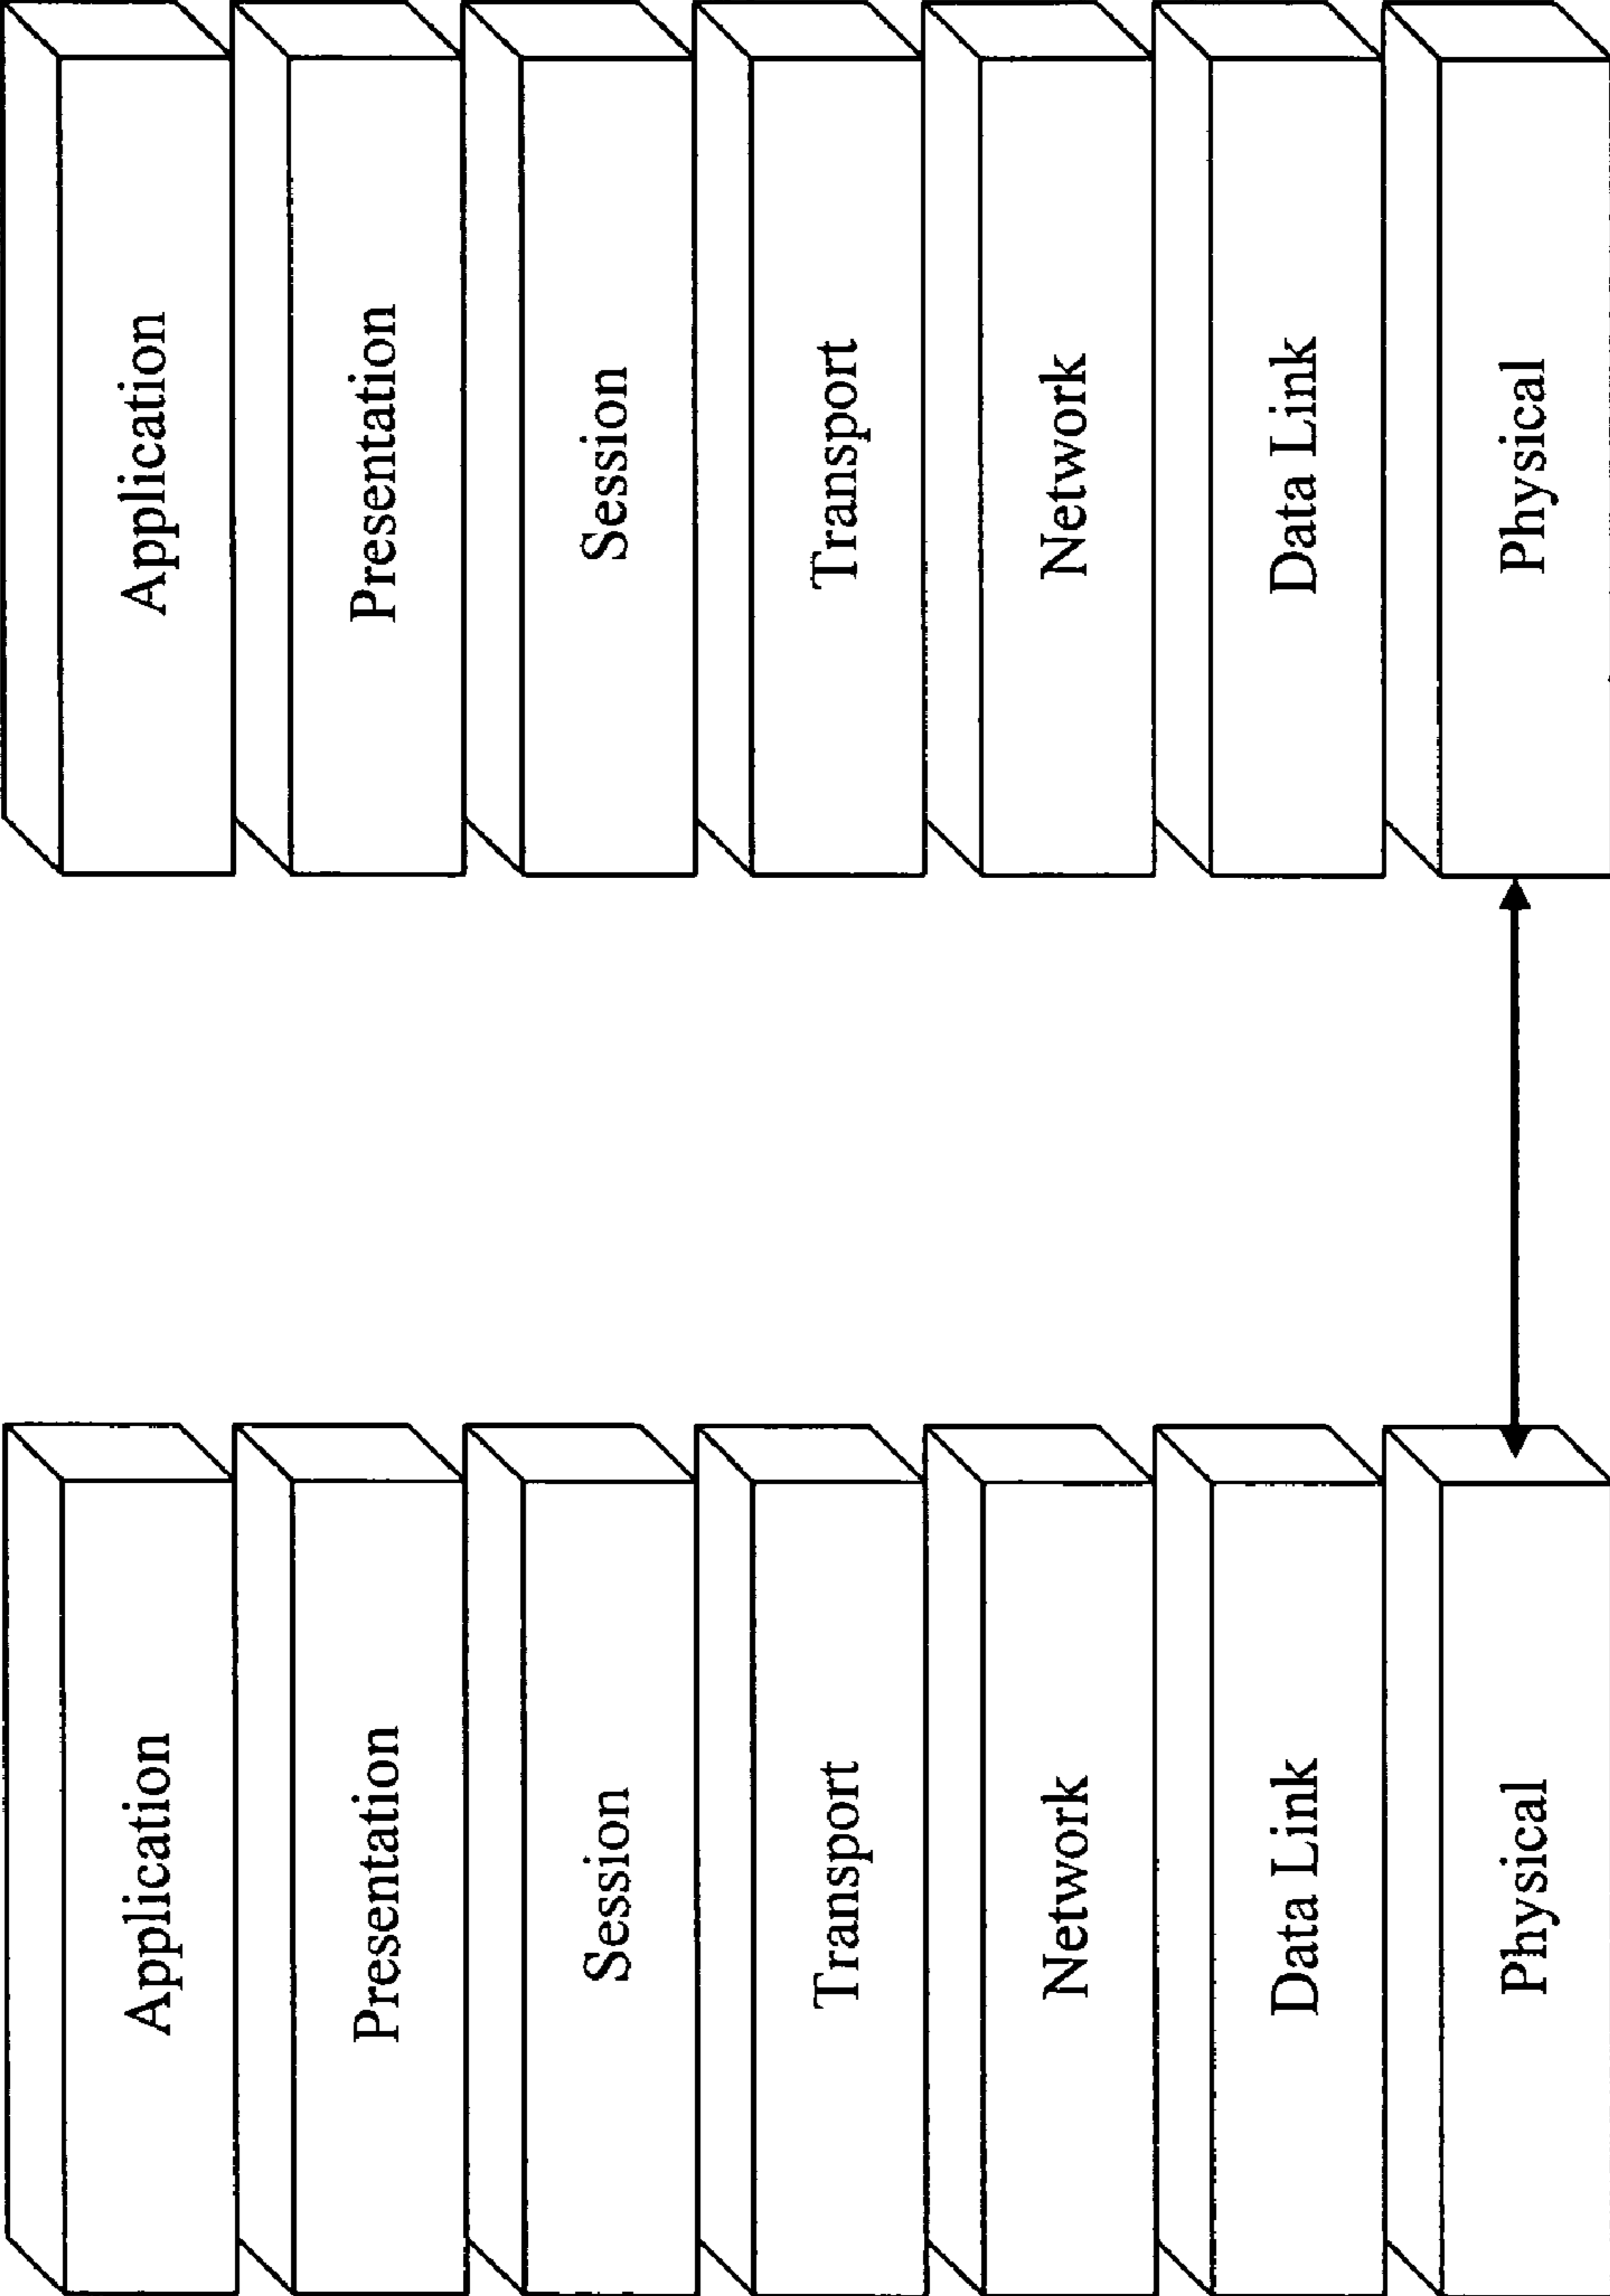 Application
Presentation
Session
Transport
Network
Data Link
Physical
Application
Presentation
Session
Transport
Network
Data Link
Physical